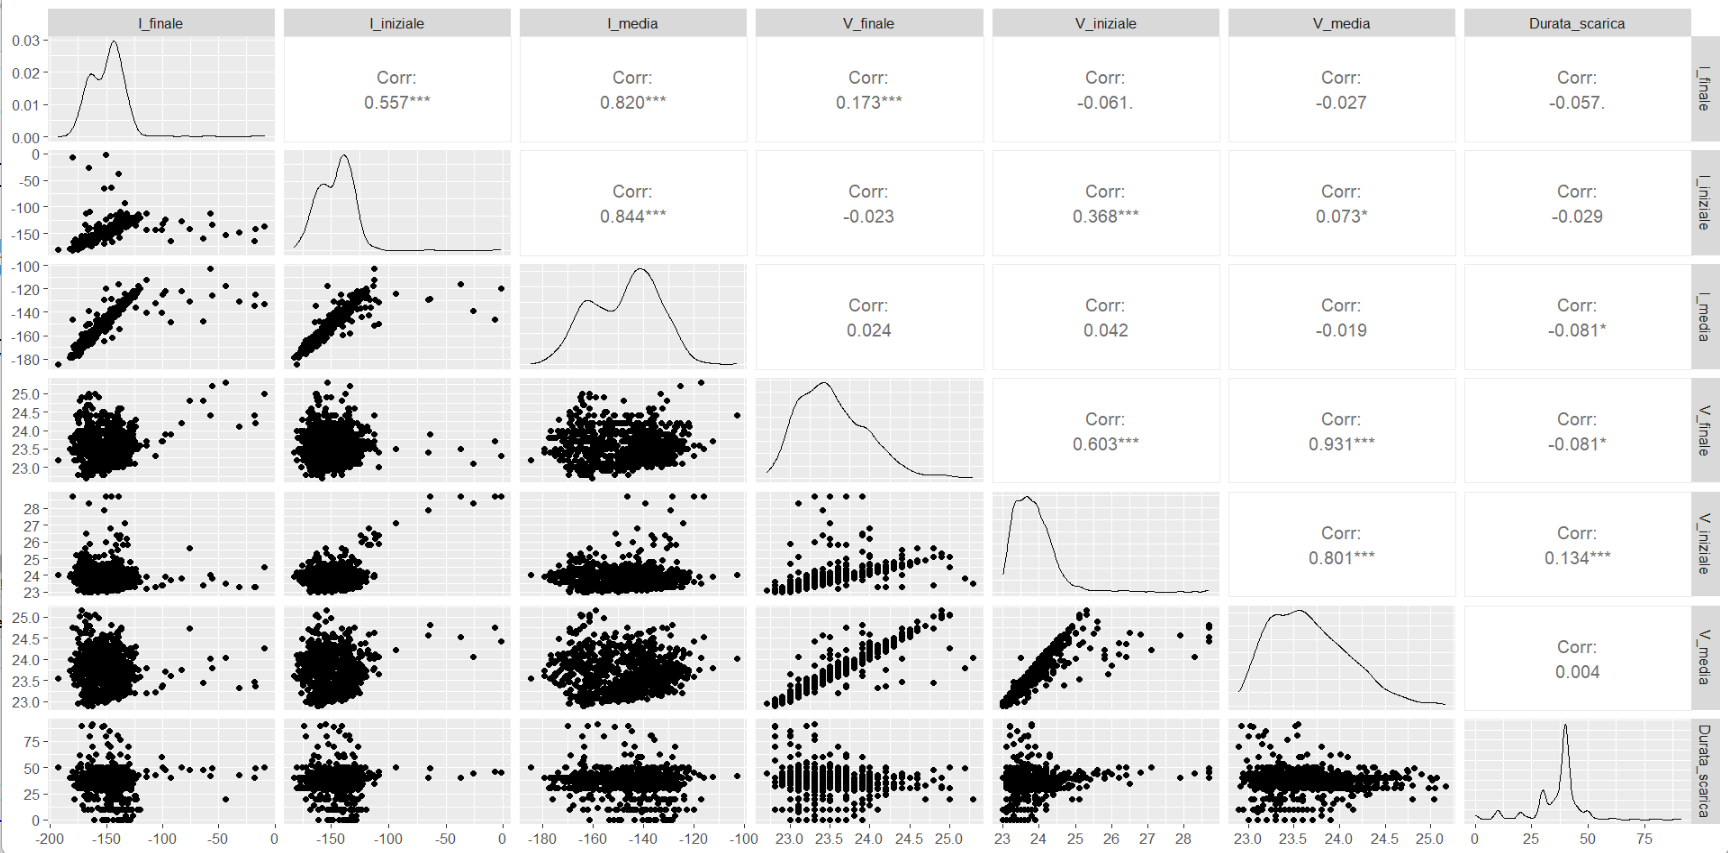 I_finale I_iniziale I_media V_finale V_iniziale V_media Durata_scarica
0.03
0.02
0.01
0.00
Corr:
0.557***
Corr:
0.820***
Corr:
0.173***
Corr:
-0.061.
Corr:
-0.027
Corr:
-0.057.
I_finale
0
-50
-100
-150
Corr:
0.844***
Corr:
-0.023
Corr:
0.368***
Corr:
0.073*
Corr:
-0.029
I_iniziale
-100
-120
-140
-160
-180
Corr:
0.024
Corr:
0.042
Corr:
-0.019
Corr:
-0.081*
I_media
25.0
24.5
24.0
23.5
23.0
Corr:
0.603***
Corr:
0.931***
Corr:
-0.081*
V_finale
28
27
26
25
24
23
Corr:
0.801***
Corr:
0.134***
V_iniziale
25.0
24.5
24.0
23.5
23.0
Corr:
0.004
V_media
75
50
25
0
Durata_scarica
-200 -150 -100 -50 0 -150 -100 -50 0 -180 -160 -140 -120 -100 23.0 23.5 24.0 24.5 25.0 23 24 25 26 27 28 23.0 23.5 24.0 24.5 25.0 0 25 50 75